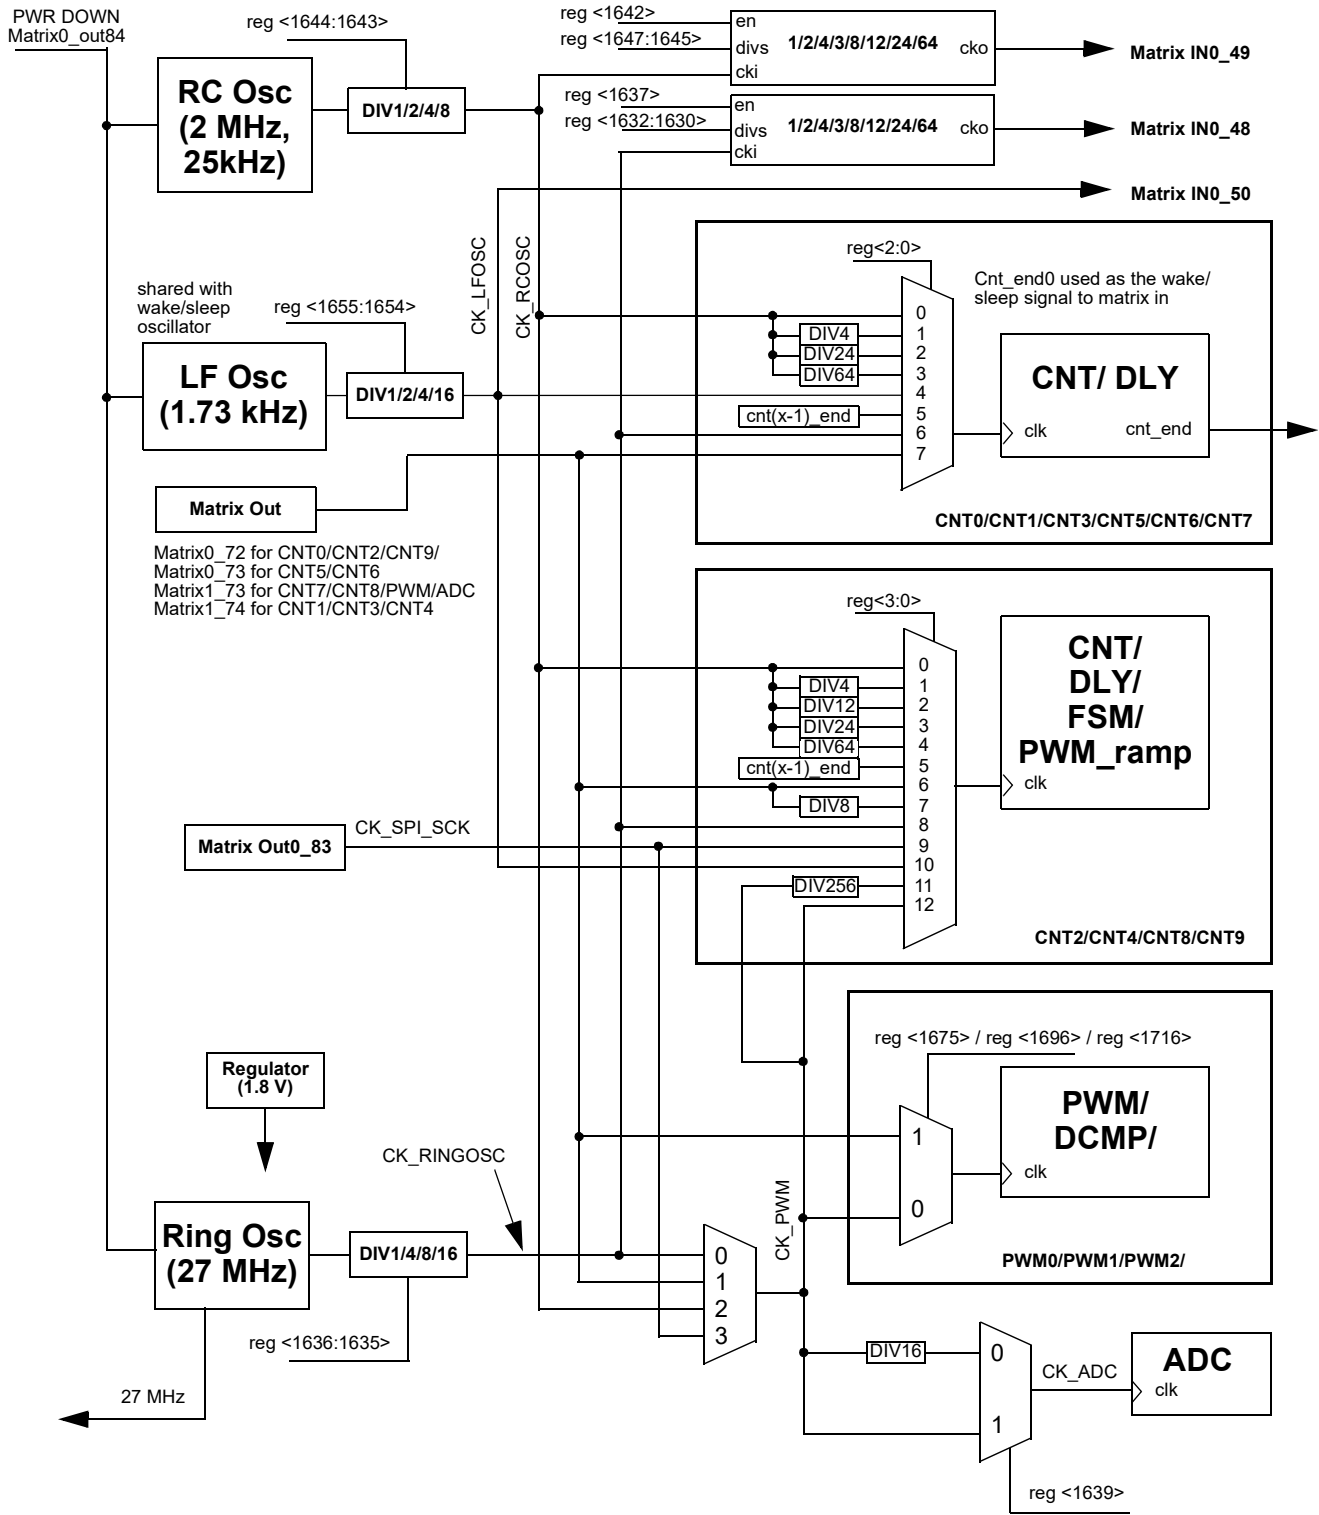 PWR DOWN
Matrix0_out84
reg <1644:1643>
RC Osc
(2 MHz,
25kHz)
DIV1/2/4/8
reg <1642>
reg <1647:1645>
en
divs
cki
1/2/4/3/8/12/24/64
cko
Matrix IN0_49
reg <1637>
reg <1632:1630>
en
divs
cki
1/2/4/3/8/12/24/64
cko
Matrix IN0_48
Matrix IN0_50
CK_LFOSC
CK_RCOSC
shared with
wake/sleep
oscillator
reg <1655:1654>
LF Osc
(1.73 kHz)
DIV1/2/4/16
reg<2:0>
Cnt_end0 used as the wake/
sleep signal to matrix in
0
DIV4
1
DIV24
2
DIV64
3
4
cnt(x-1)_end
5
6
7
CNT/ DLY
clk
cnt_end
CNT0/CNT1/CNT3/CNT5/CNT6/CNT7
Matrix Out
Matrix0_72 for CNT0/CNT2/CNT9/
Matrix0_73 for CNT5/CNT6
Matrix1_73 for CNT7/CNT8/PWM/ADC
Matrix1_74 for CNT1/CNT3/CNT4
reg<3:0>
0
DIV4
1
DIV12
2
DIV24
3
DIV64
4
cnt(x-1)_end
5
6
DIV8
7
8
9
10
DIV256
11
12
CNT/
DLY/
FSM/
PWM_ramp
clk
CNT2/CNT4/CNT8/CNT9
Matrix Out0_83
CK_SPI_SCK
reg <1675> / reg <1696> / reg <1716>
1
0
PWM/
DCMP/
clk
PWM0/PWM1/PWM2/
Regulator
(1.8 V)
CK_RINGOSC
Ring Osc
(27 MHz)
DIV1/4/8/16
reg <1636:1635>
27 MHz
0
1
2
3
CK_PWM
DIV16
0
1
CK_ADC
ADC
clk
reg <1639>